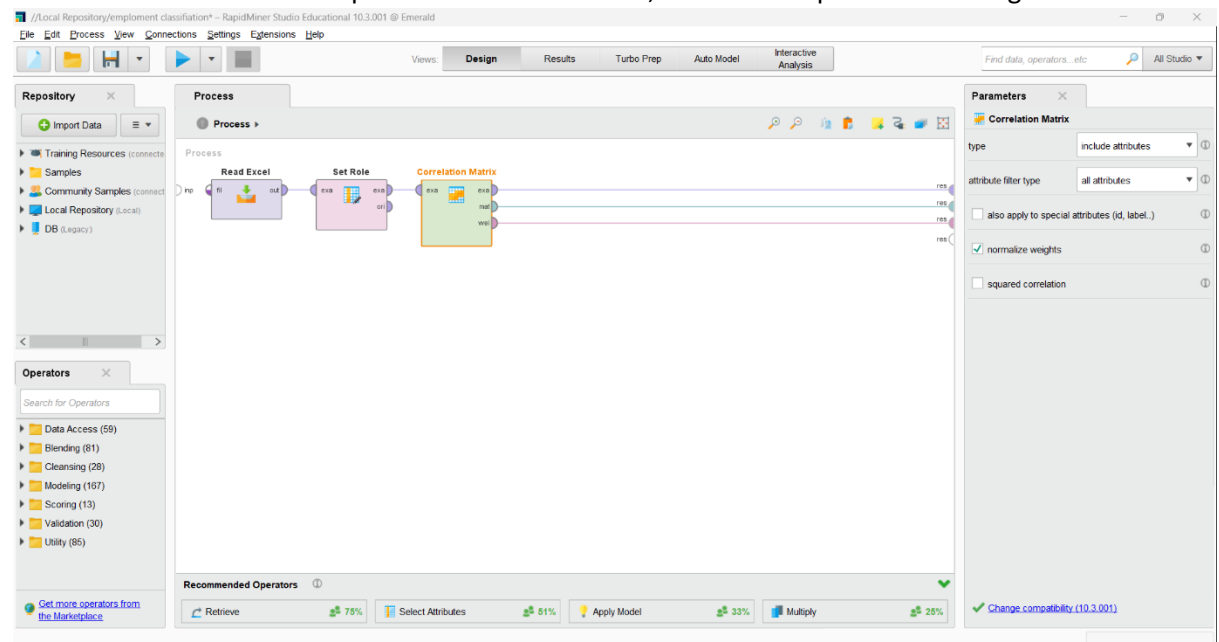 //Local Repository/emploment classifiation* – RapidMiner Studio Educational 10.3.001 @ Emerald
File Edit Process View Connections Settings Extensions Help
Views: Design Results Turbo Prep Auto Model Interactive Analysis
Find data, operators...etc All Studio ▼
Repository
Import Data
Training Resources (connecte
Samples
Community Samples (connect
Local Repository (Local)
DB (Legacy)
Operators
Search for Operators
Data Access (59)
Blending (81)
Cleansing (28)
Modeling (167)
Scoring (13)
Validation (30)
Utility (85)
Get more operators from
the Marketplace
Process
Process
Process
Read Excel Set Role Correlation Matrix
inp fil out exa exa exa exa res
ori mat res
wei res
res
Recommended Operators
Retrieve 75% Select Attributes 51% Apply Model 33% Multiply 25%
Parameters
Correlation Matrix
type include attributes
attribute filter type all attributes
also apply to special attributes (id, label..)
normalize weights
squared correlation
Change compatibility (10.3.001)